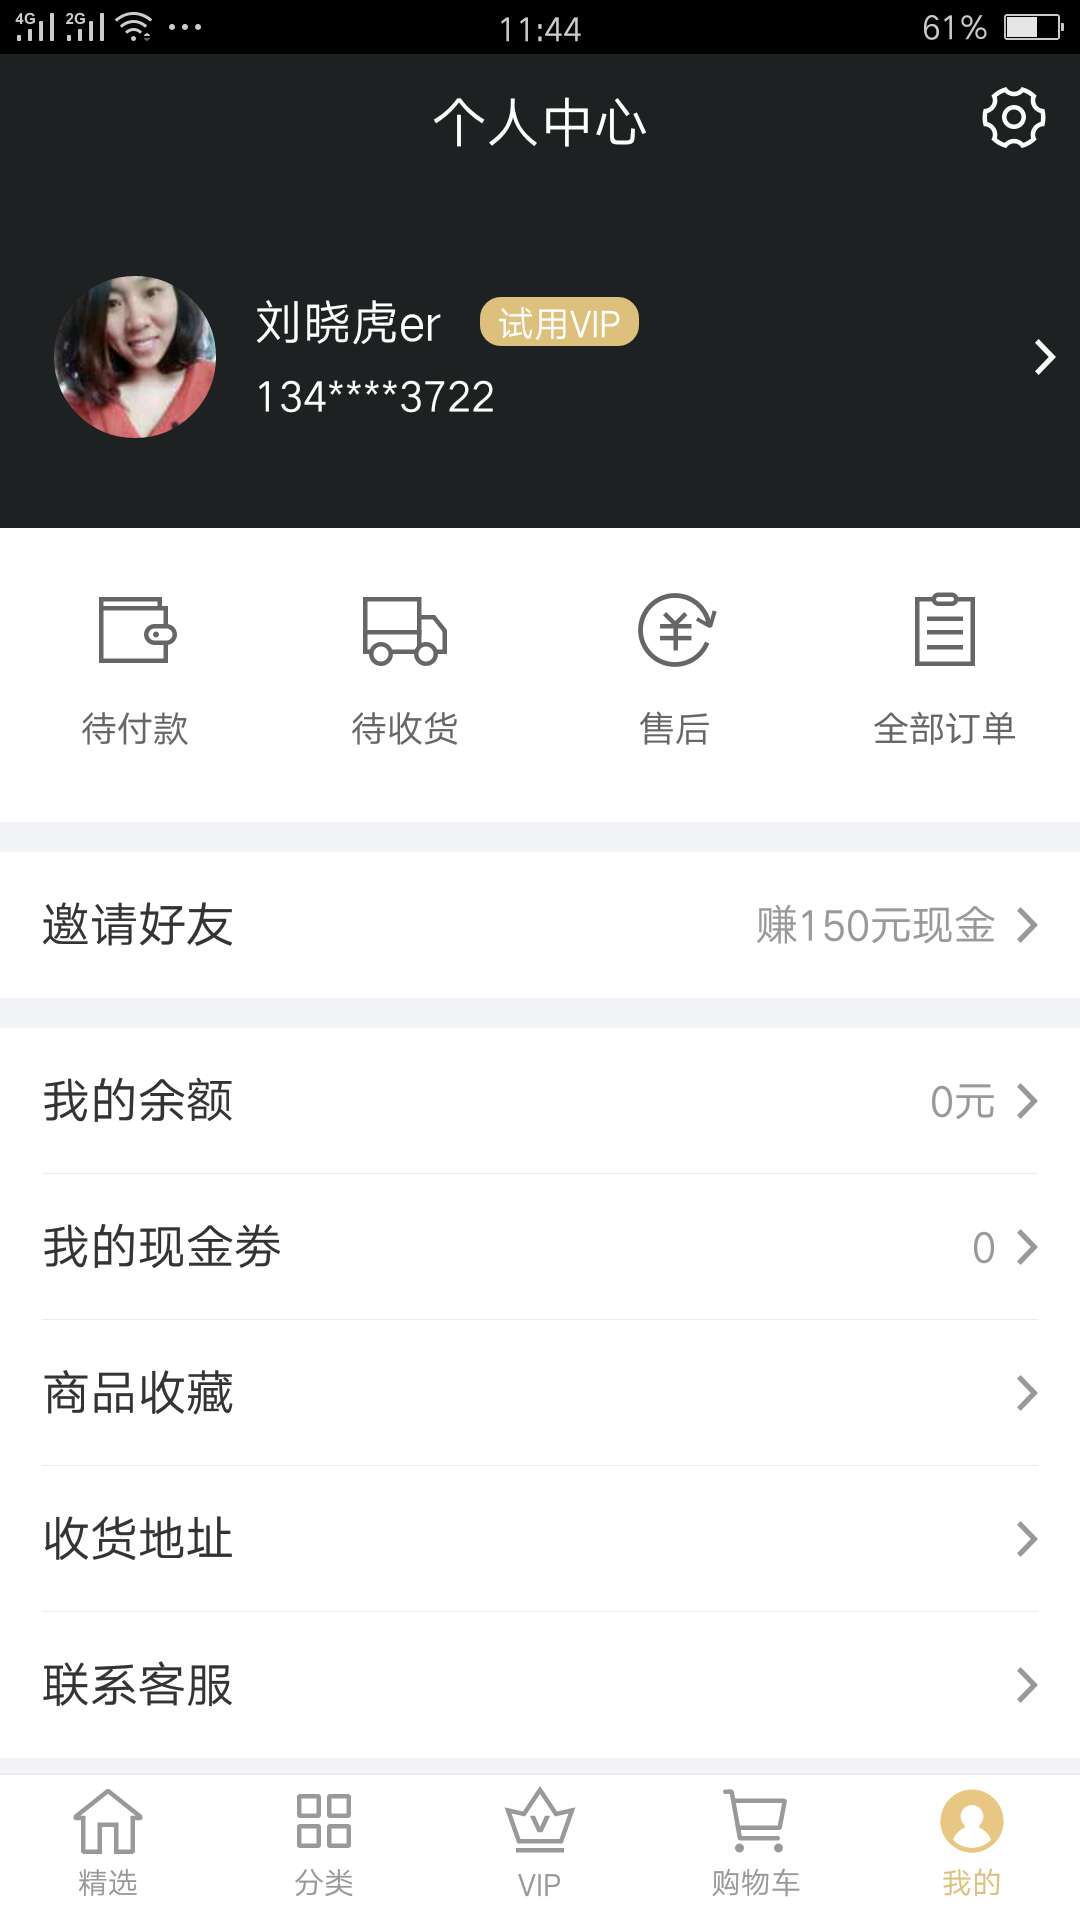 4G 2G 11:44 61%
个人中心
刘晓虎er 试用VIP
134****3722
待付款 待收货 售后 全部订单
邀请好友 赚150元现金
我的余额 0元
我的现金劵 0
商品收藏
收货地址
联系客服
精选 分类 VIP 购物车 我的